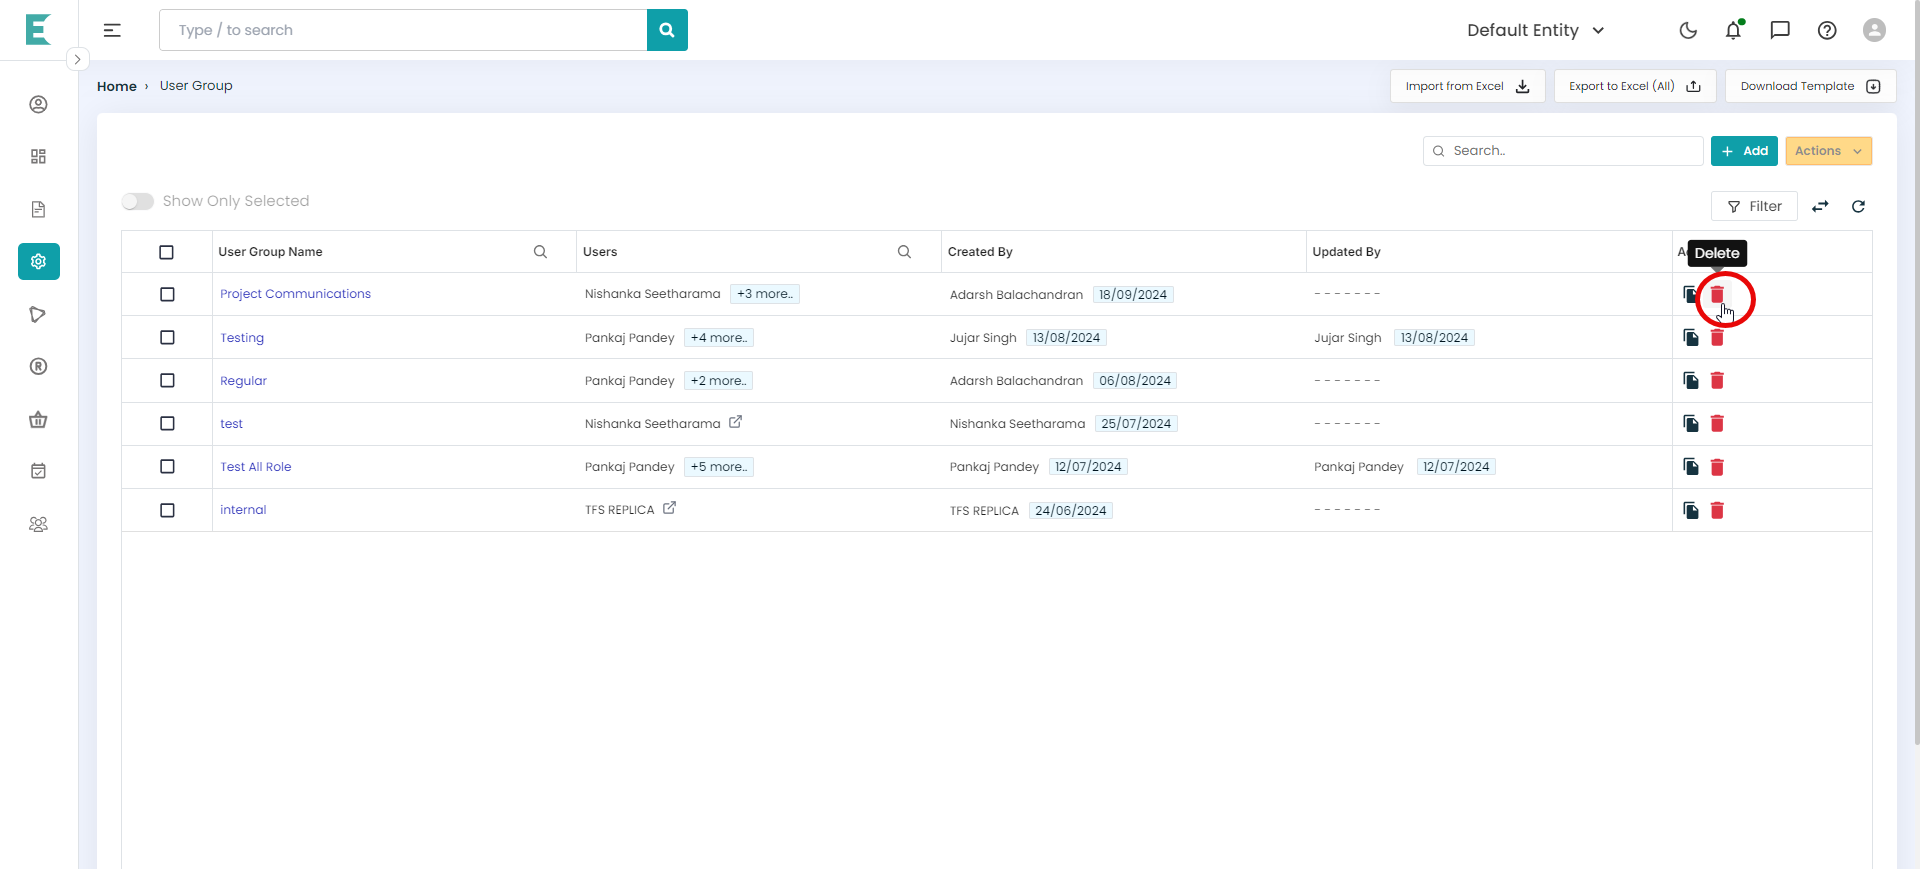 Type / to search
Default Entity
Home › User Group
Import from Excel
Export to Excel (All)
Download Template
Search..
+ Add
Actions
Show Only Selected
Filter
User Group Name
Users
Created By
Updated By
Delete
Project Communications Nishanka Seetharama +3 more.. Adarsh Balachandran 18/09/2024 -------
Testing Pankaj Pandey +4 more.. Jujar Singh 13/08/2024 Jujar Singh 13/08/2024
Regular Pankaj Pandey +2 more.. Adarsh Balachandran 06/08/2024 -------
test Nishanka Seetharama Nishanka Seetharama 25/07/2024 -------
Test All Role Pankaj Pandey +5 more.. Pankaj Pandey 12/07/2024 Pankaj Pandey 12/07/2024
internal TFS REPLICA TFS REPLICA 24/06/2024 -------